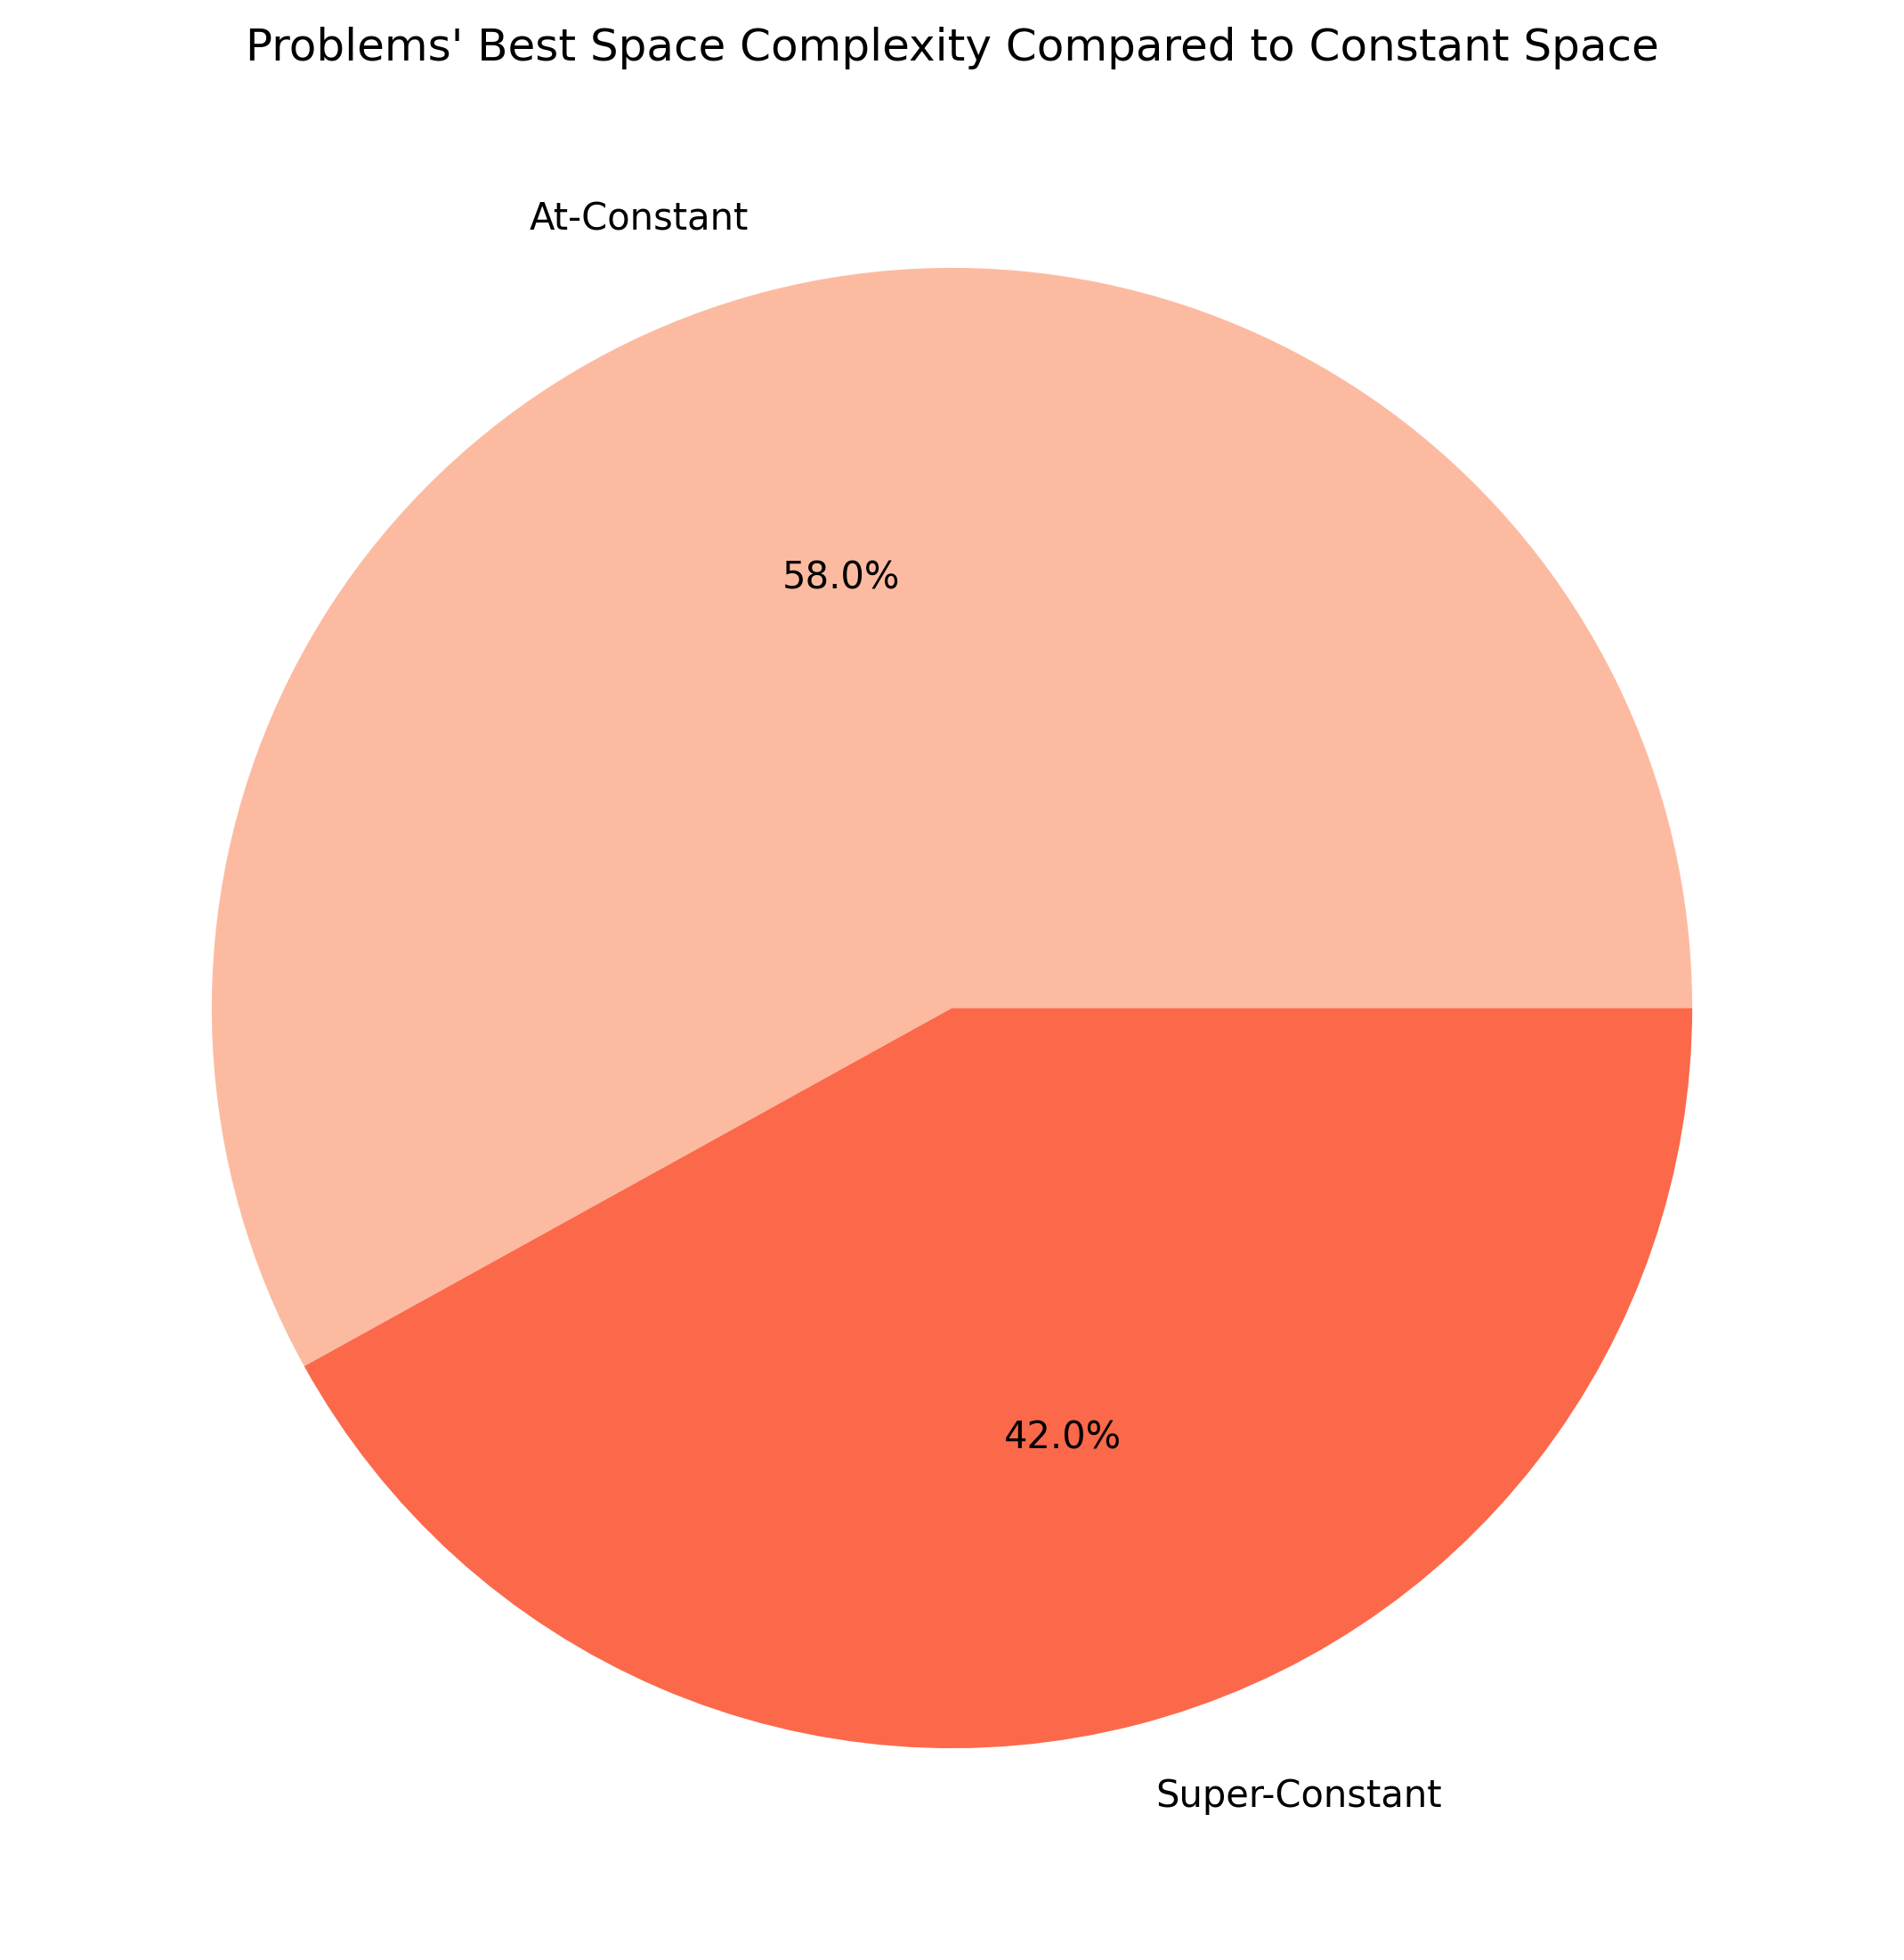 Problems' Best Space Complexity Compared to Constant Space
At-Constant
58.0%
42.0%
Super-Constant